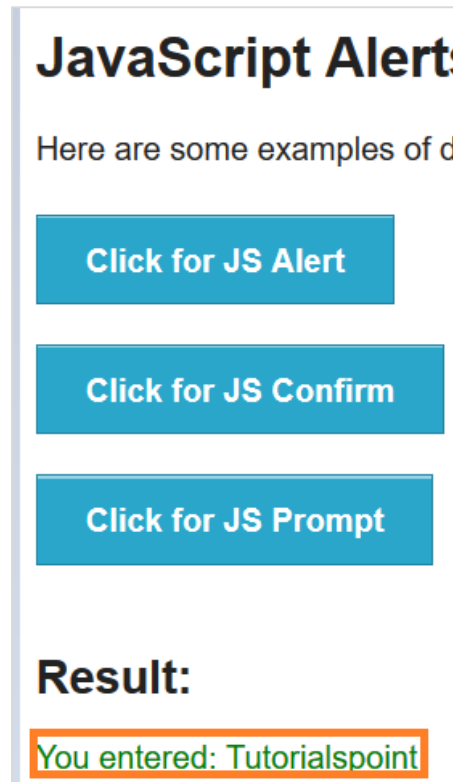 JavaScript Alerts
Here are some examples of
Click for JS Alert
Click for JS Confirm
Click for JS Prompt
Result:
You entered: Tutorialspoint